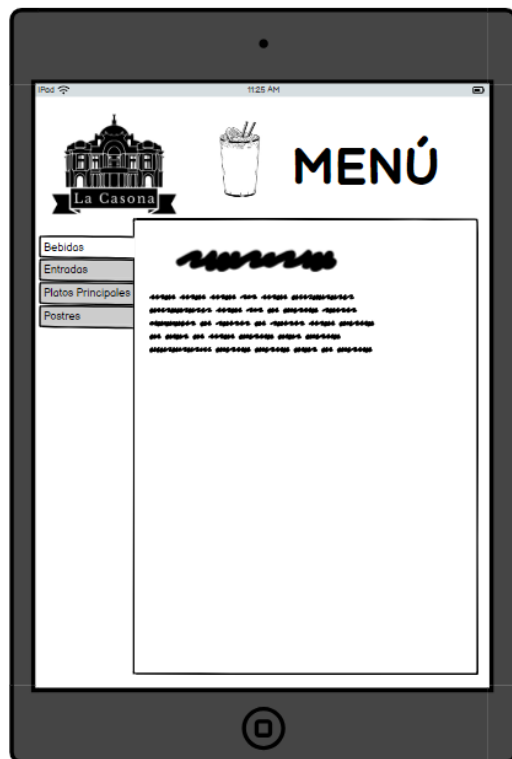 iPod 11:25 AM
La Casona
MENÚ
Bebidas
Entradas
Platos Principales
Postres